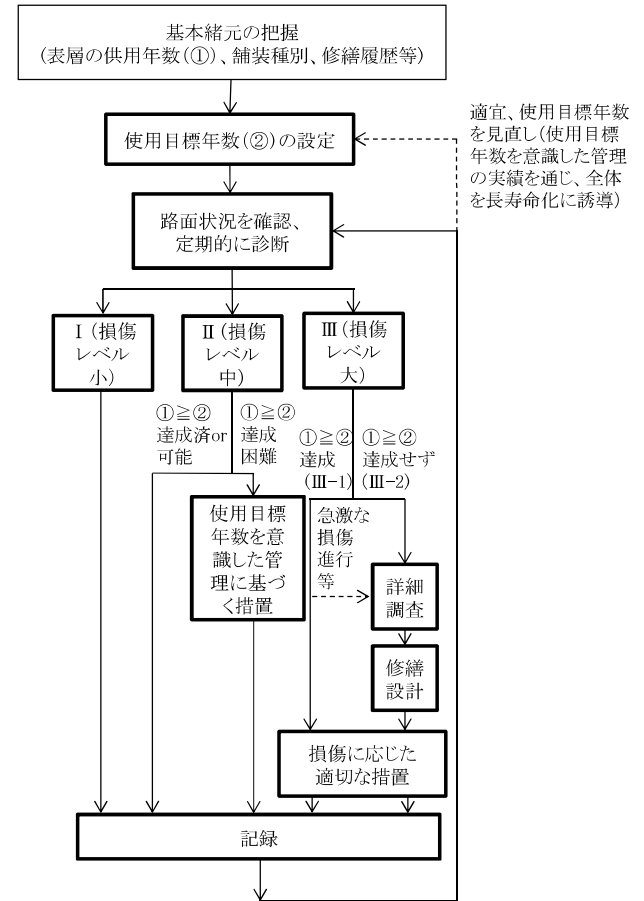 基本緒元の把握
(表層の供用年数(①)、舗装種別、修繕履歴等)
使用目標年数(②)の設定
適宜、使用目標年数
を見直し(使用目標
年数を意識した管理
の実績を通じ、全体
を長寿命化に誘導)
路面状況を確認、
定期的に診断
Ⅰ(損傷
レベル
小)
Ⅱ(損傷
レベル
中)
Ⅲ(損傷
レベル
大)
①≧②
達成済or
可能
①≧②
達成
困難
①≧②
達成
(Ⅲ-1)
①≧②
達成せず
(Ⅲ-2)
使用目標
年数を意
識した管
理に基づ
く措置
急激な
損傷
進行
等
詳細
調査
修繕
設計
損傷に応じた
適切な措置
記録